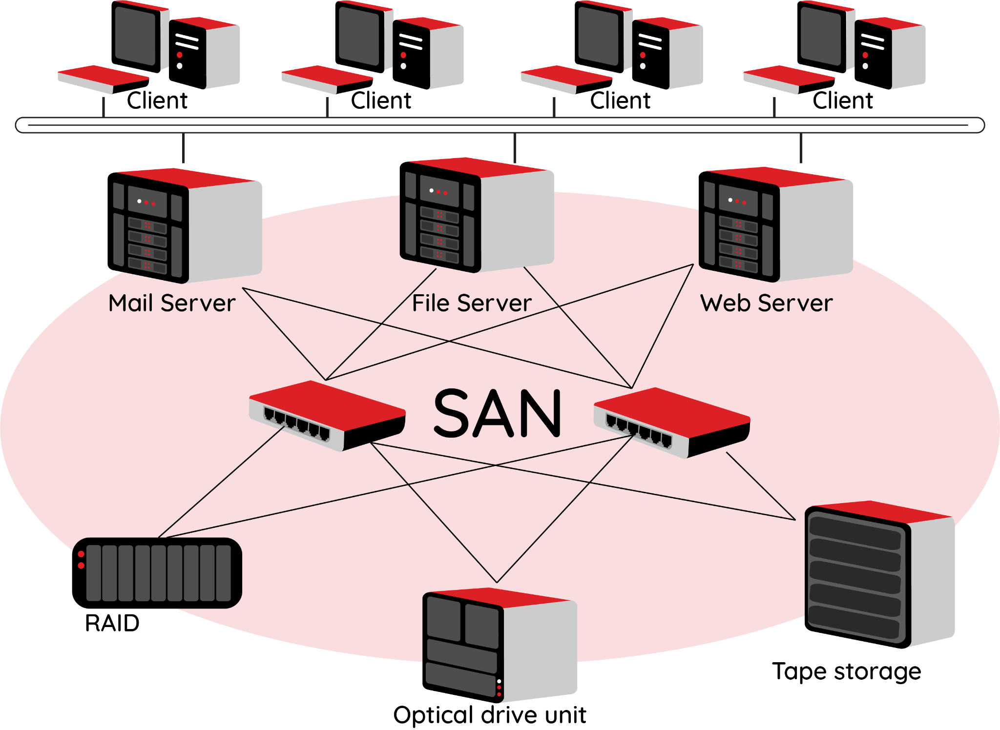 Client
Client
Client
Client
Mail Server
File Server
Web Server
SAN
RAID
Tape storage
Optical drive unit